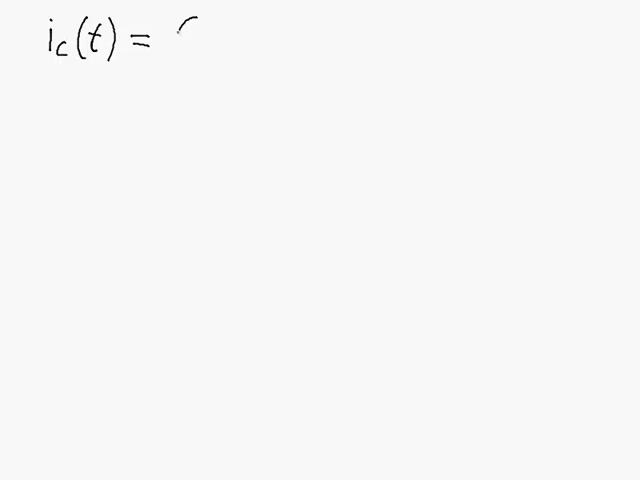 i_c(t) =